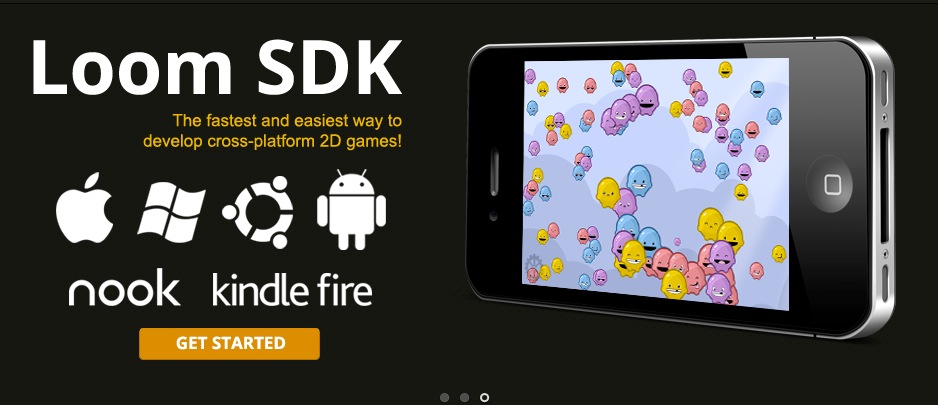 Loom SDK
The fastest and easiest way to
develop cross-platform 2D games!
nook
kindle fire
GET STARTED